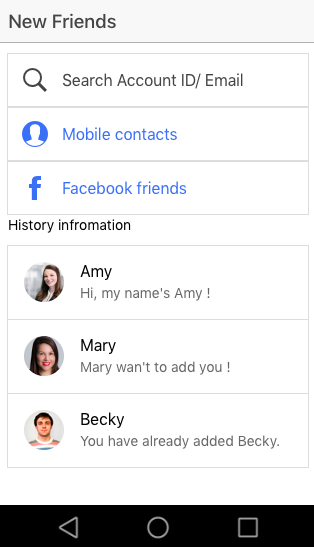 New Friends
Search Account ID/ Email
Mobile contacts
Facebook friends
History infromation
Amy
Hi, my name's Amy !
Mary
Mary wan't to add you !
Becky
You have already added Becky.